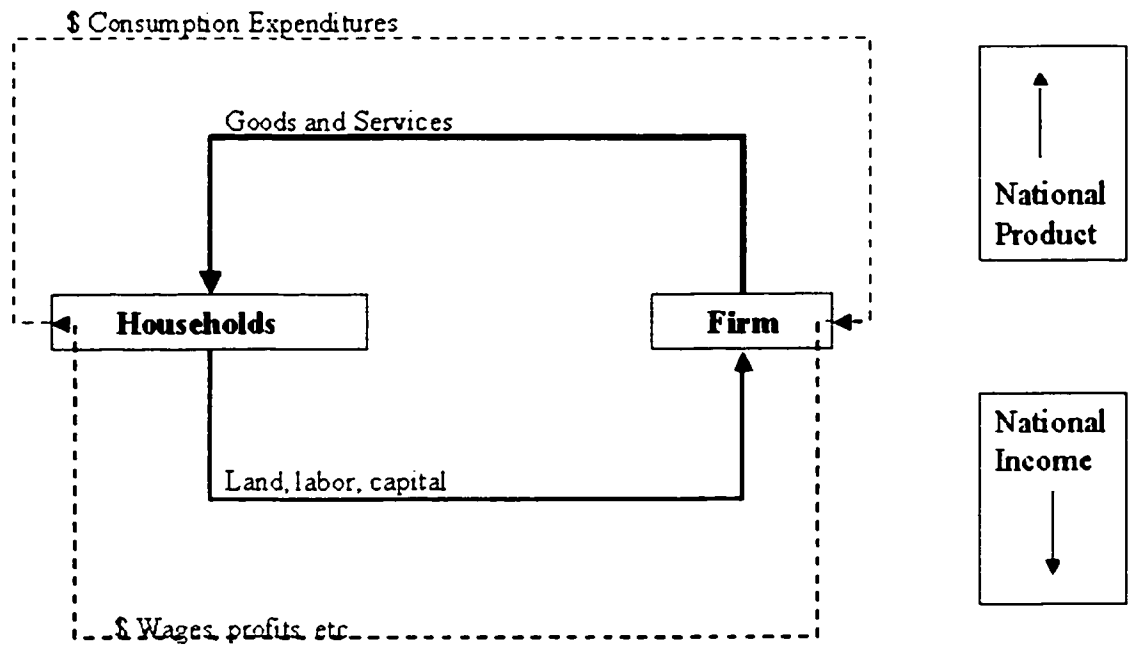 $ Consumption Expenditures
Goods and Services
National
Product
Households
Firm
National
Income
Land, labor, capital
$ Wages, profits, etc